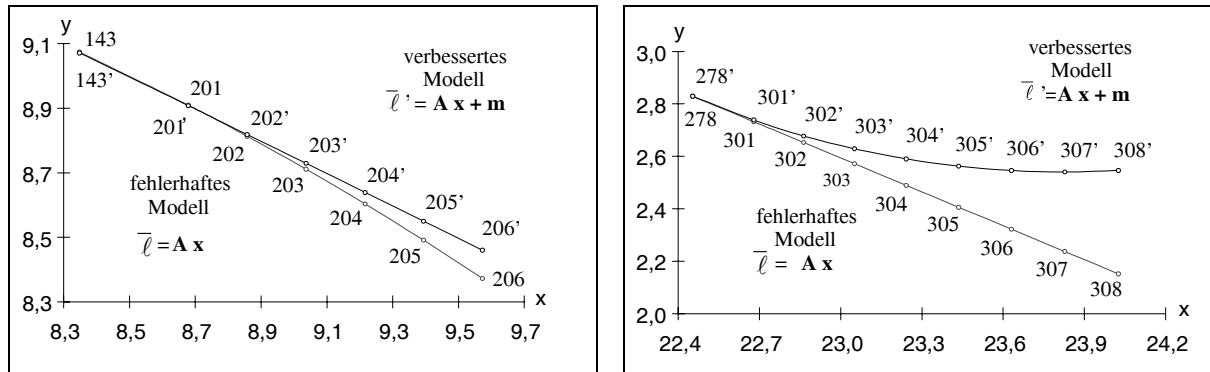 y
9,1
8,9
8,7
8,5
8,3
143
143'
201
201'
202'
202
203'
203
204'
204
205'
205
206'
206
verbessertes
Modell
ℓ̅ ' = A x + m
fehlerhaftes
Modell
ℓ̅ = A x
x
8,3 8,5 8,7 8,9 9,1 9,3 9,5 9,7
y
3,0
2,8
2,6
2,4
2,2
2,0
278'
278
301'
301
302'
302
303'
303
304'
304
305'
305
306'
306
307'
307
308'
308
verbessertes
Modell
ℓ̅ '= A x + m
fehlerhaftes
Modell
ℓ̅ = A x
x
22,4 22,7 23,0 23,3 23,6 23,9 24,2